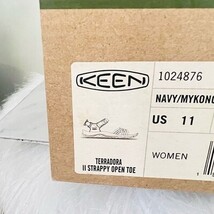 KEEN
1024876
NAVY/MYKONO
US 11
WOMEN
TERRADORA
II STRAPPY OPEN TOE